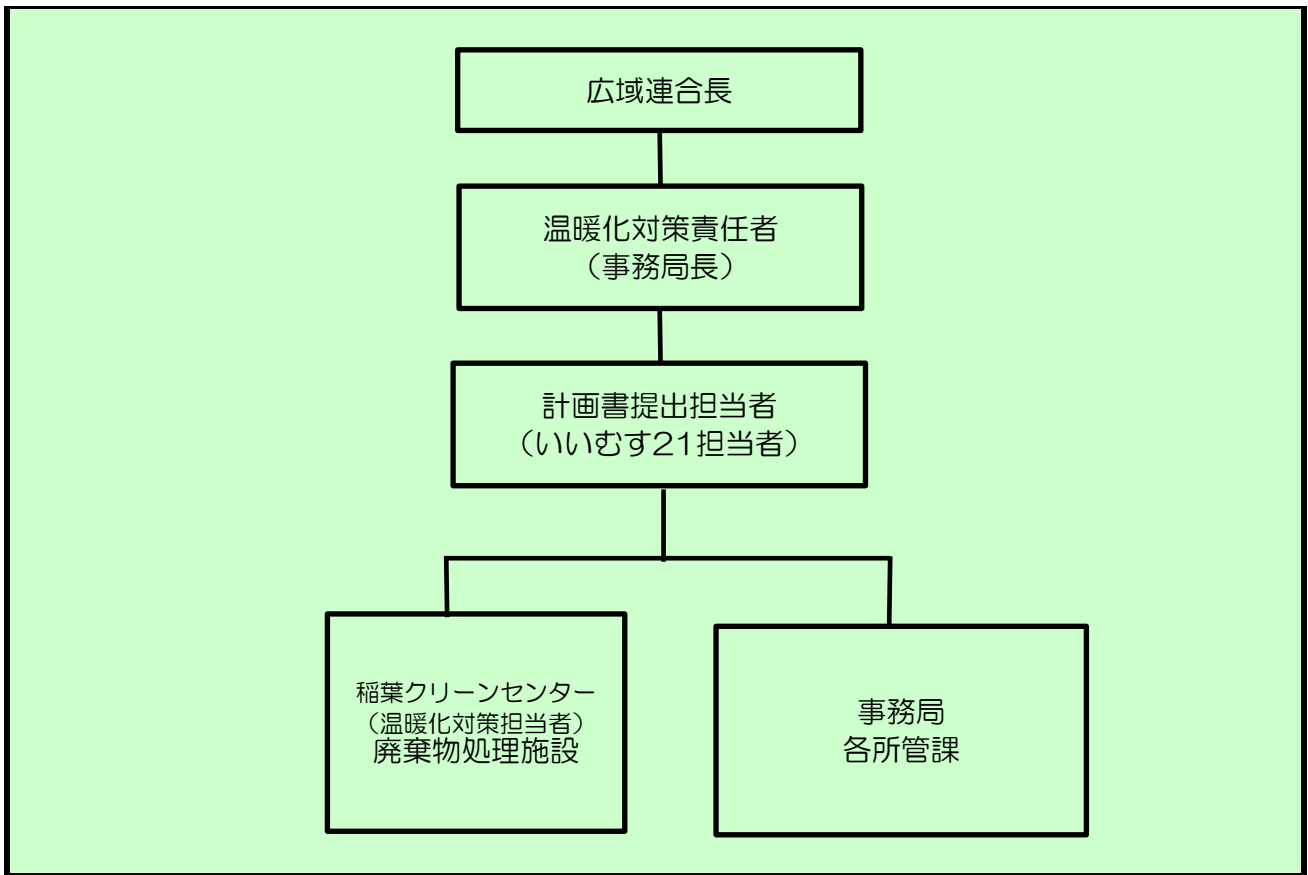 広域連合長
温暖化対策責任者
（事務局長）
計画書提出担当者
（いいむす21担当者）
稲葉クリーンセンター
（温暖化対策担当者）
廃棄物処理施設
事務局
各所管課